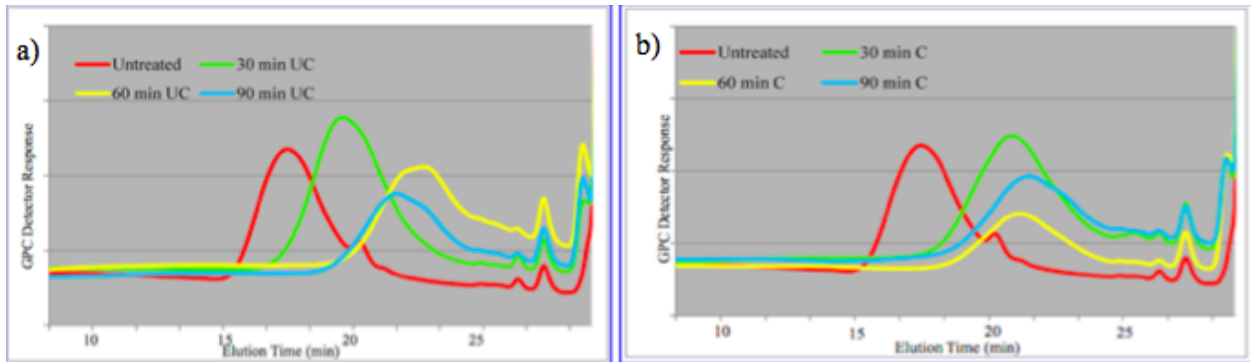 a)
Untreated 30 min UC
60 min UC 90 min UC
GPC Detector Response
10 15 20 25
Elution Time (min)
b)
Untreated 30 min C
60 min C 90 min C
GPC Detector Response
10 15 20 25
Elution Time (min)